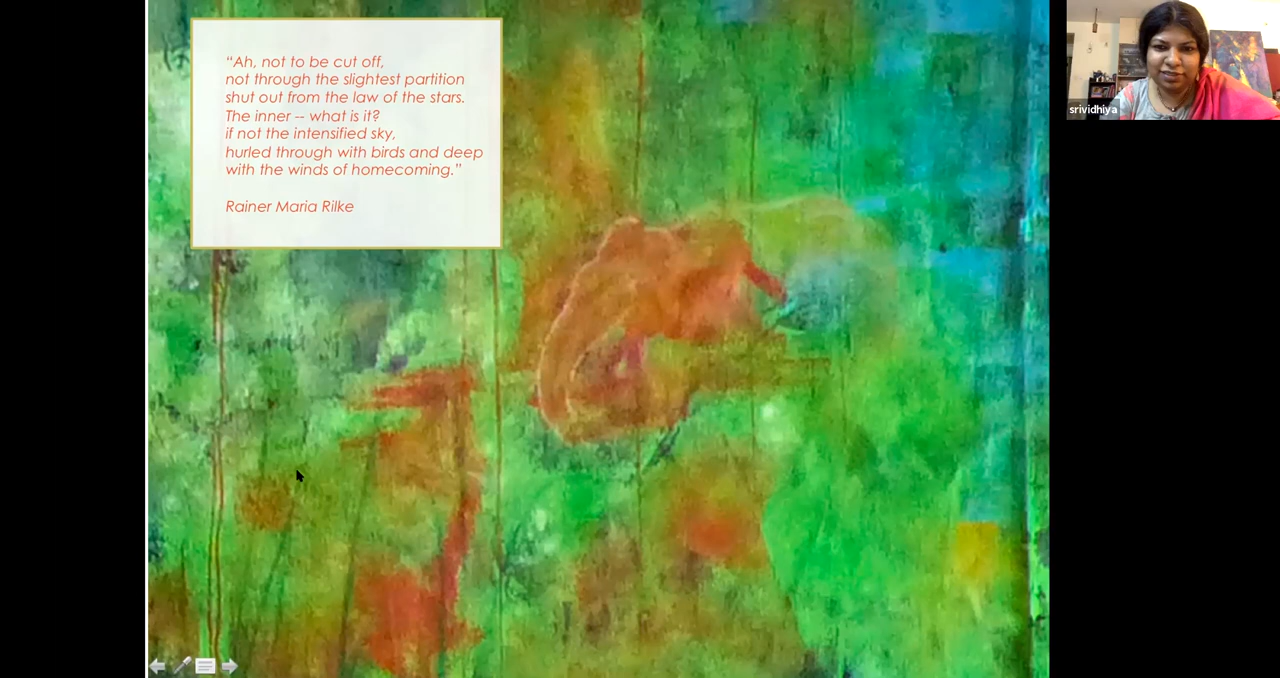 “Ah, not to be cut off,
not through the slightest partition
shut out from the law of the stars.
The inner -- what is it?
if not the intensified sky,
hurled through with birds and deep
with the winds of homecoming.”
Rainer Maria Rilke
srividhiya